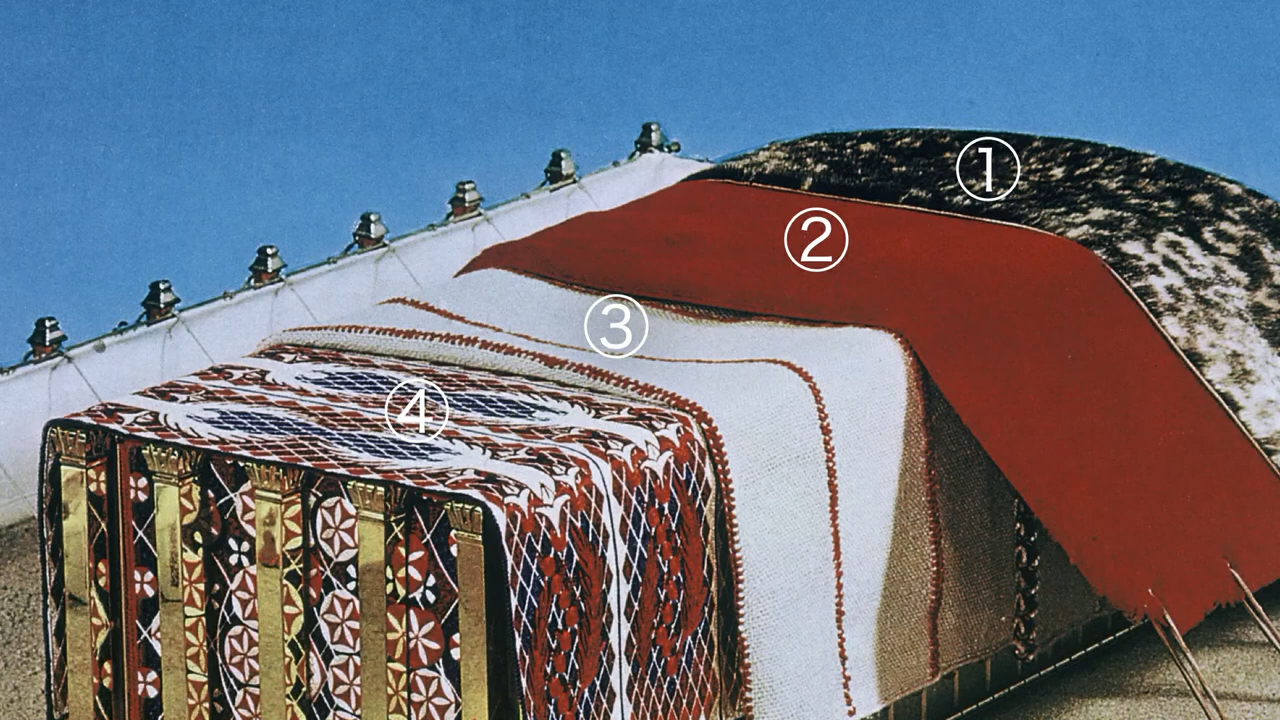 ①
②
③
④